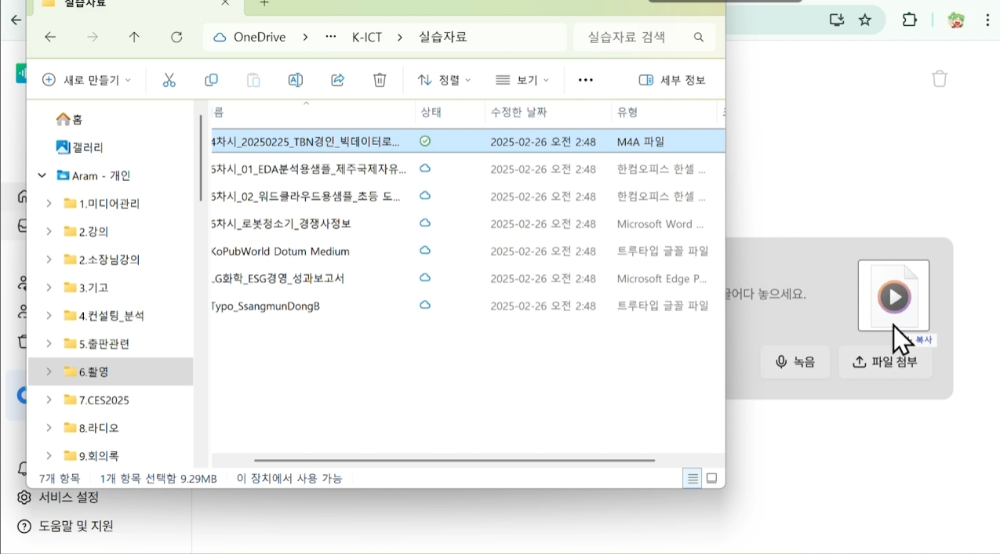 실습자료
OneDrive > ··· K-ICT > 실습자료
실습자료 검색
새로 만들기
정렬
보기
세부 정보
홈
갤러리
Aram - 개인
1.미디어관리
2.강의
2.소장님강의
3.기고
4.컨설팅_분석
5.출판관련
6.촬영
7.CES2025
8.라디오
9.회의록
름 상태 수정한 날짜 유형
4차시_20250225_TBN경인_빅데이터로... 2025-02-26 오전 2:48 M4A 파일
차시_01_EDA분석용샘플_제주국제자유... 2025-02-26 오전 2:48 한컴오피스 한셀 ...
차시_02_워드클라우드용샘플_초등 도... 2025-02-26 오전 2:48 한컴오피스 한셀 ...
차시_로봇청소기_경쟁사정보 2025-02-26 오전 2:48 Microsoft Word ...
KoPubWorld Dotum Medium 2025-02-26 오전 2:48 트루타입 글꼴 파일
G화학_ESG경영_성과보고서 2025-02-26 오전 2:48 Microsoft Edge P...
Typo_SsangmunDongB 2025-02-26 오전 2:48 트루타입 글꼴 파일
7개 항목 1개 항목 선택함 9.29MB 이 장치에서 사용 가능
끌어다 놓으세요.
복사
녹음
파일 첨부
서비스 설정
도움말 및 지원